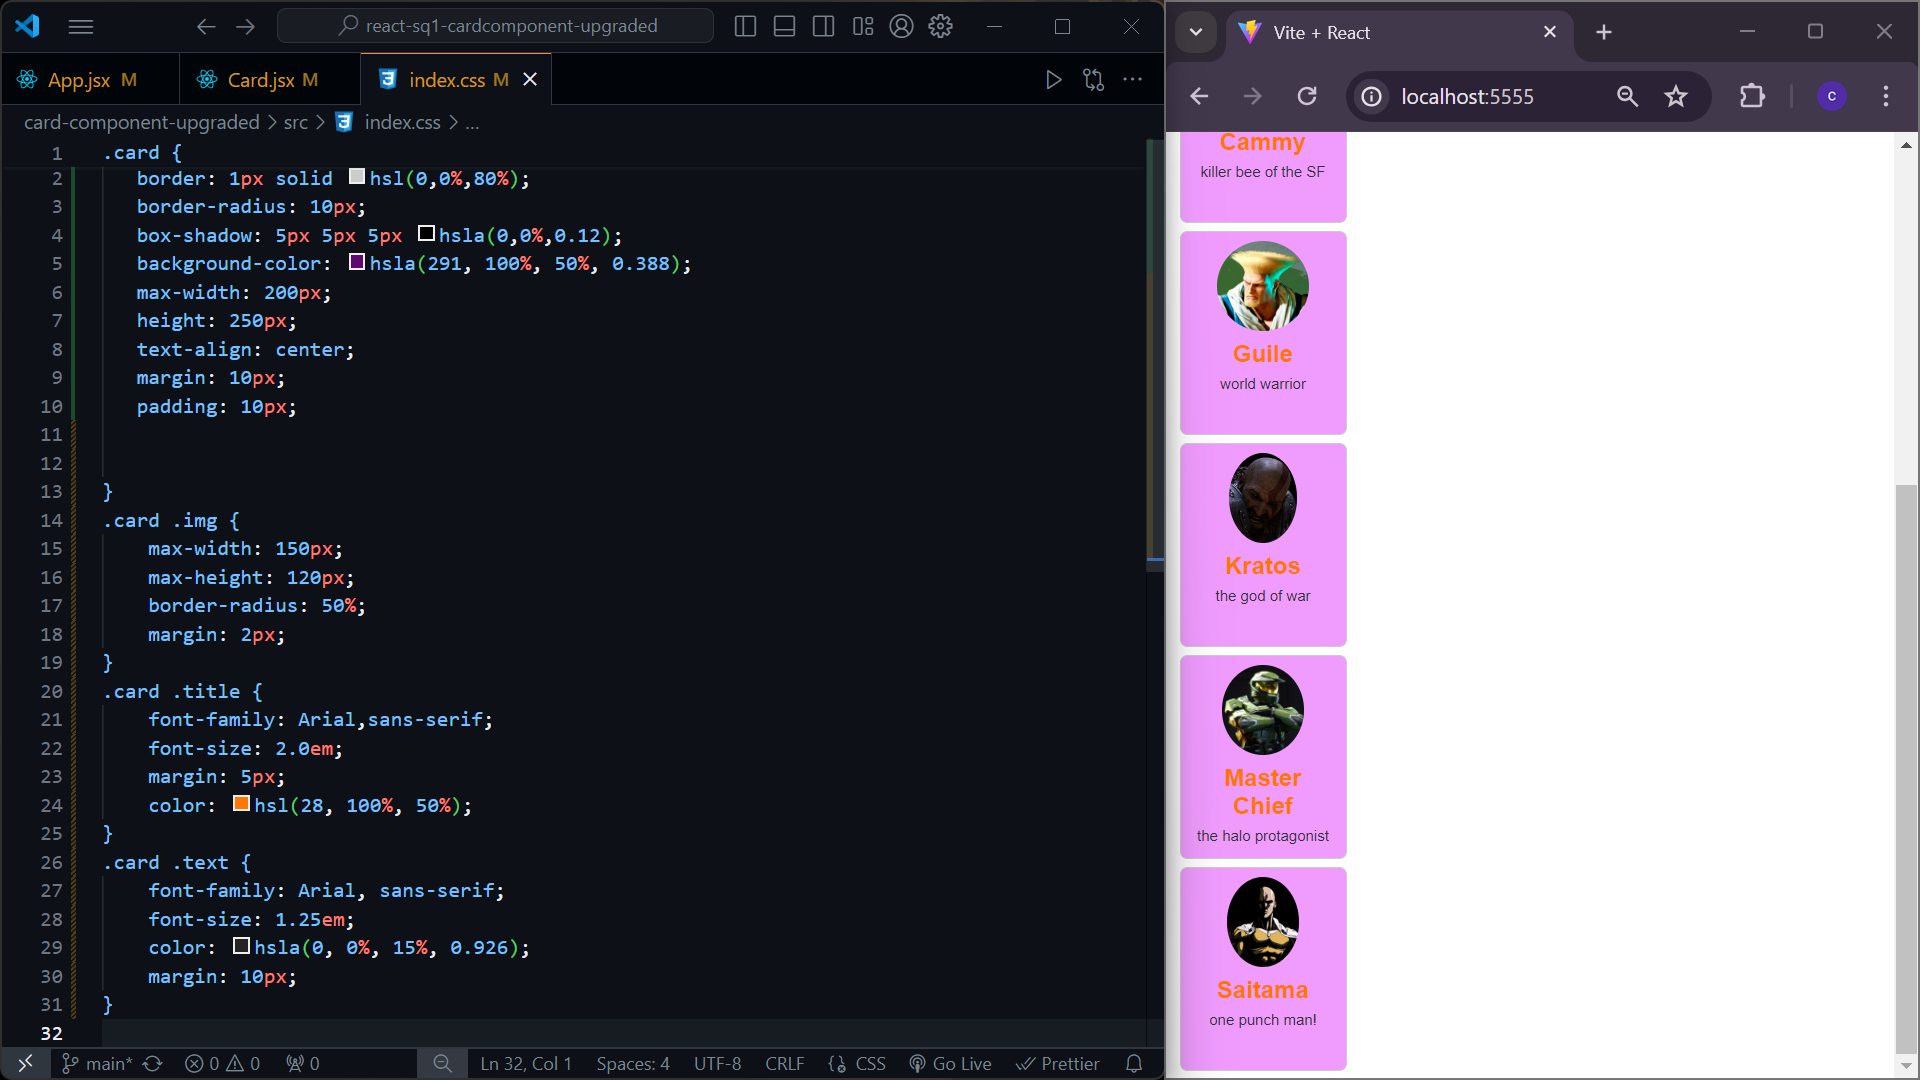 react-sq1-cardcomponent-upgraded
App.jsx M
Card.jsx M
index.css M
card-component-upgraded > src > index.css > ...
1 .card {
2 border: 1px solid hsl(0,0%,80%);
3 border-radius: 10px;
4 box-shadow: 5px 5px 5px hsla(0,0%,0.12);
5 background-color: hsla(291, 100%, 50%, 0.388);
6 max-width: 200px;
7 height: 250px;
8 text-align: center;
9 margin: 10px;
10 padding: 10px;
11
12
13 }
14 .card .img {
15 max-width: 150px;
16 max-height: 120px;
17 border-radius: 50%;
18 margin: 2px;
19 }
20 .card .title {
21 font-family: Arial,sans-serif;
22 font-size: 2.0em;
23 margin: 5px;
24 color: hsl(28, 100%, 50%);
25 }
26 .card .text {
27 font-family: Arial, sans-serif;
28 font-size: 1.25em;
29 color: hsla(0, 0%, 15%, 0.926);
30 margin: 10px;
31 }
32
main* 0 0 0 Ln 32, Col 1 Spaces: 4 UTF-8 CRLF CSS Go Live Prettier
Vite + React
localhost:5555
c
Cammy
killer bee of the SF
Guile
world warrior
Kratos
the god of war
Master
Chief
the halo protagonist
Saitama
one punch man!